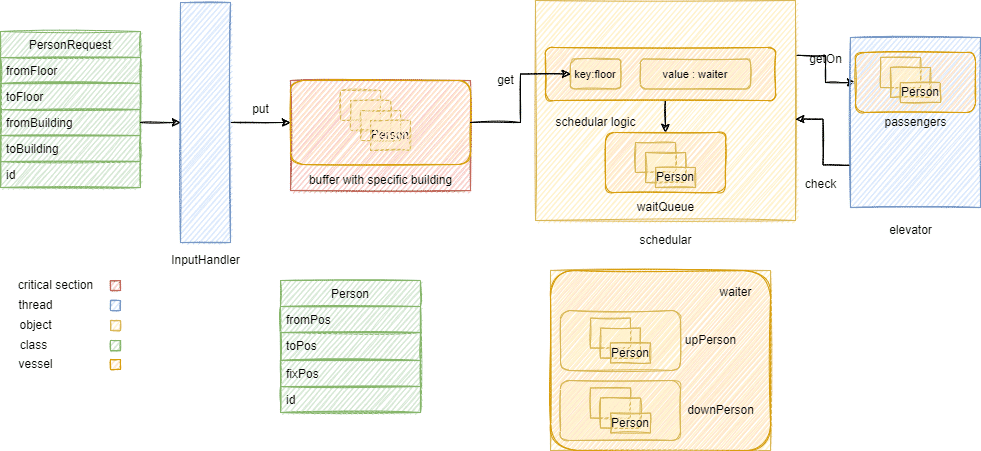 PersonRequest
fromFloor
toFloor
fromBuilding
toBuilding
id
InputHandler
put
Person
buffer with specific building
get
key:floor
value : waiter
schedular logic
Person
waitQueue
schedular
getOn
check
Person
passengers
elevator
critical section
thread
object
class
vessel
Person
fromPos
toPos
fixPos
id
waiter
Person
upPerson
Person
downPerson